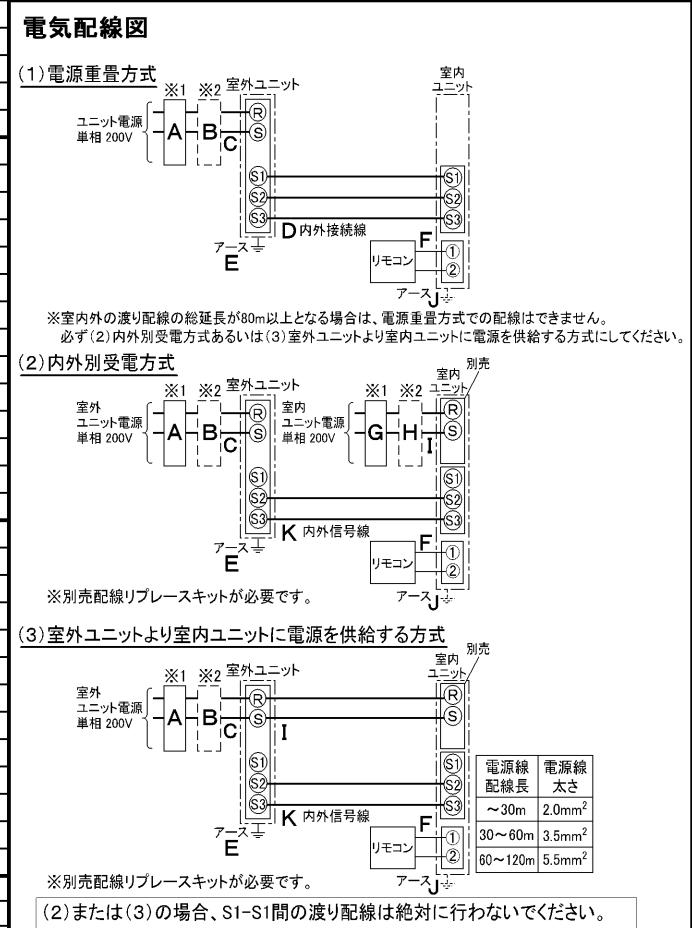 電気配線図
(1)電源重畳方式
※1 ※2 室外ユニット
室内
ユニット
ユニット電源
単相 200V
A B C
R
S
S1 S1
S2 S2
S3 S3
D 内外接続線
アース
E
リモコン
F
①
②
アース J
※室内外の渡り配線の総延長が80m以上となる場合は、電源重畳方式での配線はできません。
必ず(2)内外別受電方式あるいは(3)室外ユニットより室内ユニットに電源を供給する方式にしてください。
(2)内外別受電方式
※1 ※2 室外ユニット
※1 ※2
室内
ユニット
別売
室外
ユニット電源
単相 200V
A B C
R
S
室内
ユニット電源
単相 200V
G H I
R
S
S1 S1
S2 S2
S3 S3
K 内外信号線
アース
E
リモコン
F
①
②
アース J
※別売配線リプレースキットが必要です。
(3)室外ユニットより室内ユニットに電源を供給する方式
※1 ※2 室外ユニット
室内
ユニット
別売
室外
ユニット電源
単相 200V
A B C
R R
S S
I
S1 S1
S2 S2
S3 S3
K 内外信号線
アース
E
リモコン
F
①
②
アース J
電源線
配線長
電源線
太さ
～30m 2.0mm²
30～60m 3.5mm²
60～120m 5.5mm²
※別売配線リプレースキットが必要です。
(2)または(3)の場合、S1-S1間の渡り配線は絶対に行わないでください。